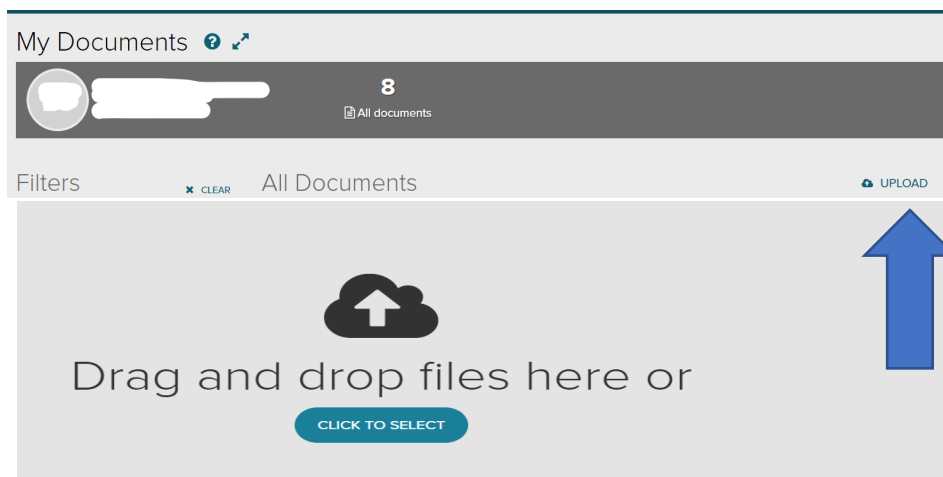 My Documents
8
All documents
Filters
CLEAR
All Documents
UPLOAD
Drag and drop files here or
CLICK TO SELECT